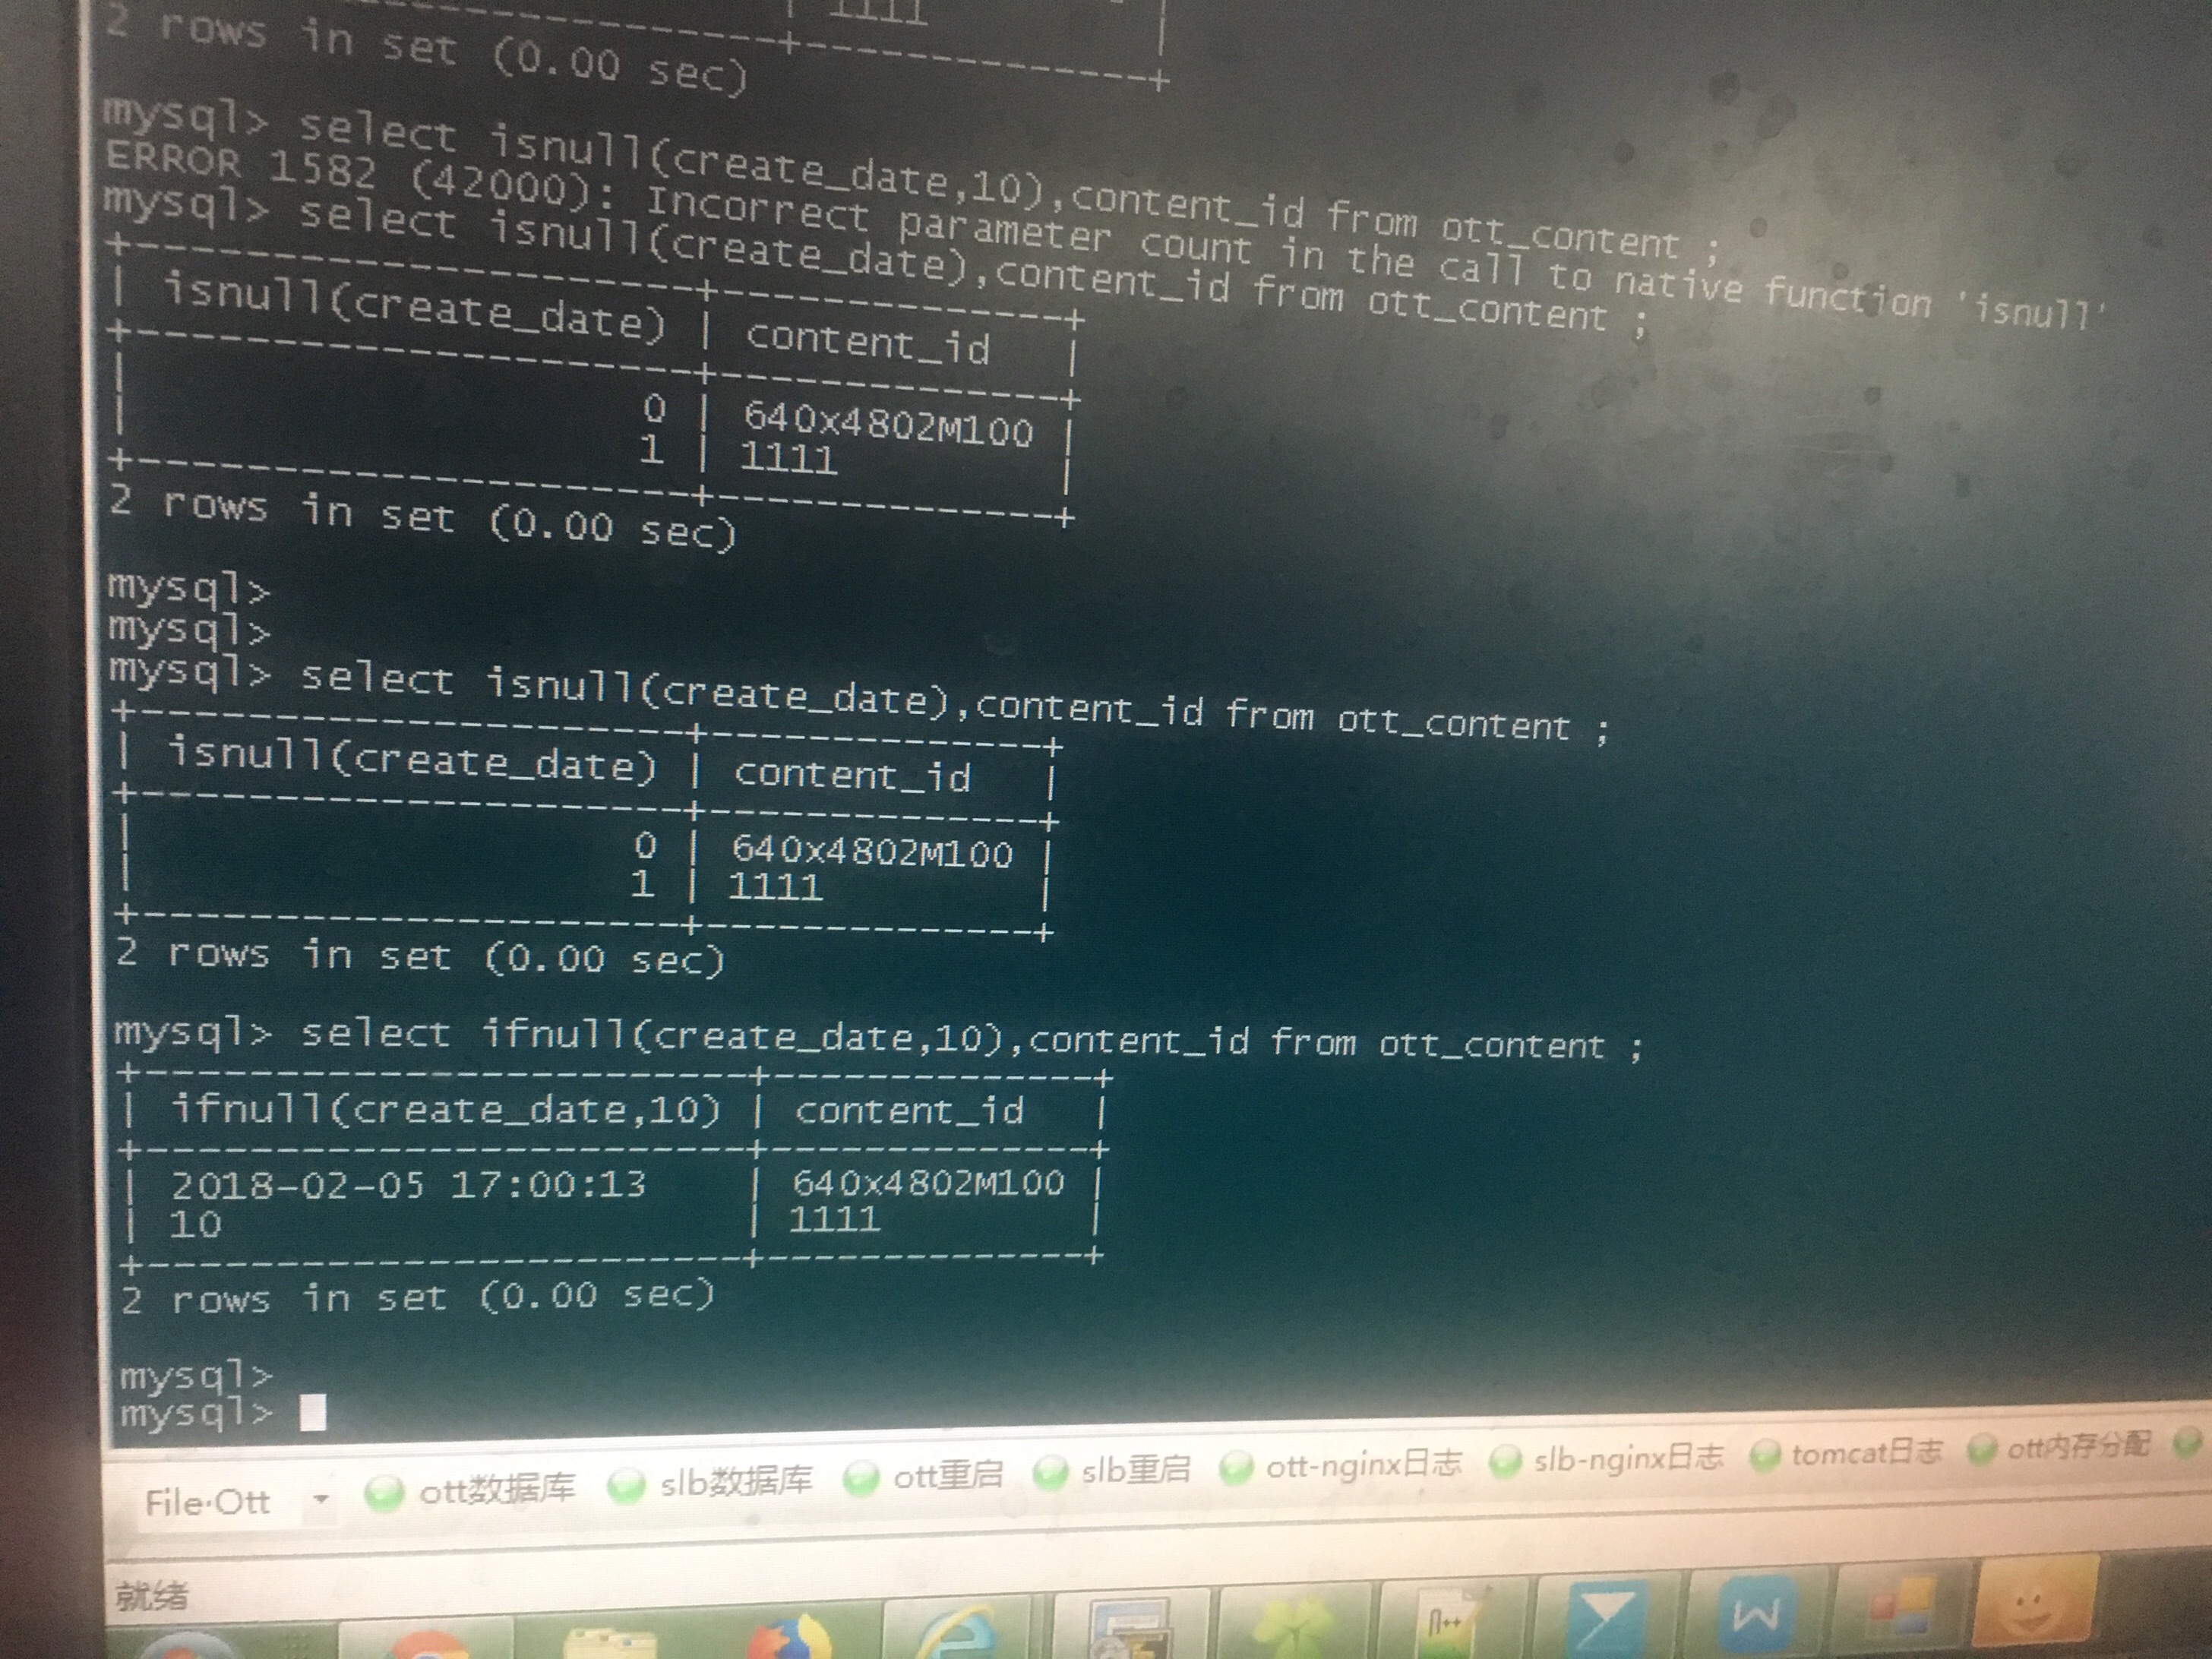 | 1111
+--------------+
2 rows in set (0.00 sec)
mysql> select isnull(create_date,10),content_id from ott_content ;
ERROR 1582 (42000): Incorrect parameter count in the call to native function 'isnull'
mysql> select isnull(create_date),content_id from ott_content ;
+---------------------+--------------+
| isnull(create_date) | content_id   |
+---------------------+--------------+
|                   0 | 640x4802M100 |
|                   1 | 1111         |
+---------------------+--------------+
2 rows in set (0.00 sec)
mysql>
mysql>
mysql> select isnull(create_date),content_id from ott_content ;
+---------------------+--------------+
| isnull(create_date) | content_id   |
+---------------------+--------------+
|                   0 | 640x4802M100 |
|                   1 | 1111         |
+---------------------+--------------+
2 rows in set (0.00 sec)
mysql> select ifnull(create_date,10),content_id from ott_content ;
+------------------------+--------------+
| ifnull(create_date,10) | content_id   |
+------------------------+--------------+
| 2018-02-05 17:00:13    | 640x4802M100 |
| 10                     | 1111         |
+------------------------+--------------+
2 rows in set (0.00 sec)
mysql>
mysql>
File·Ott ott数据库 slb数据库 ott重启 slb重启 ott-nginx日志 slb-nginx日志 tomcat日志 ott内存分配
就绪